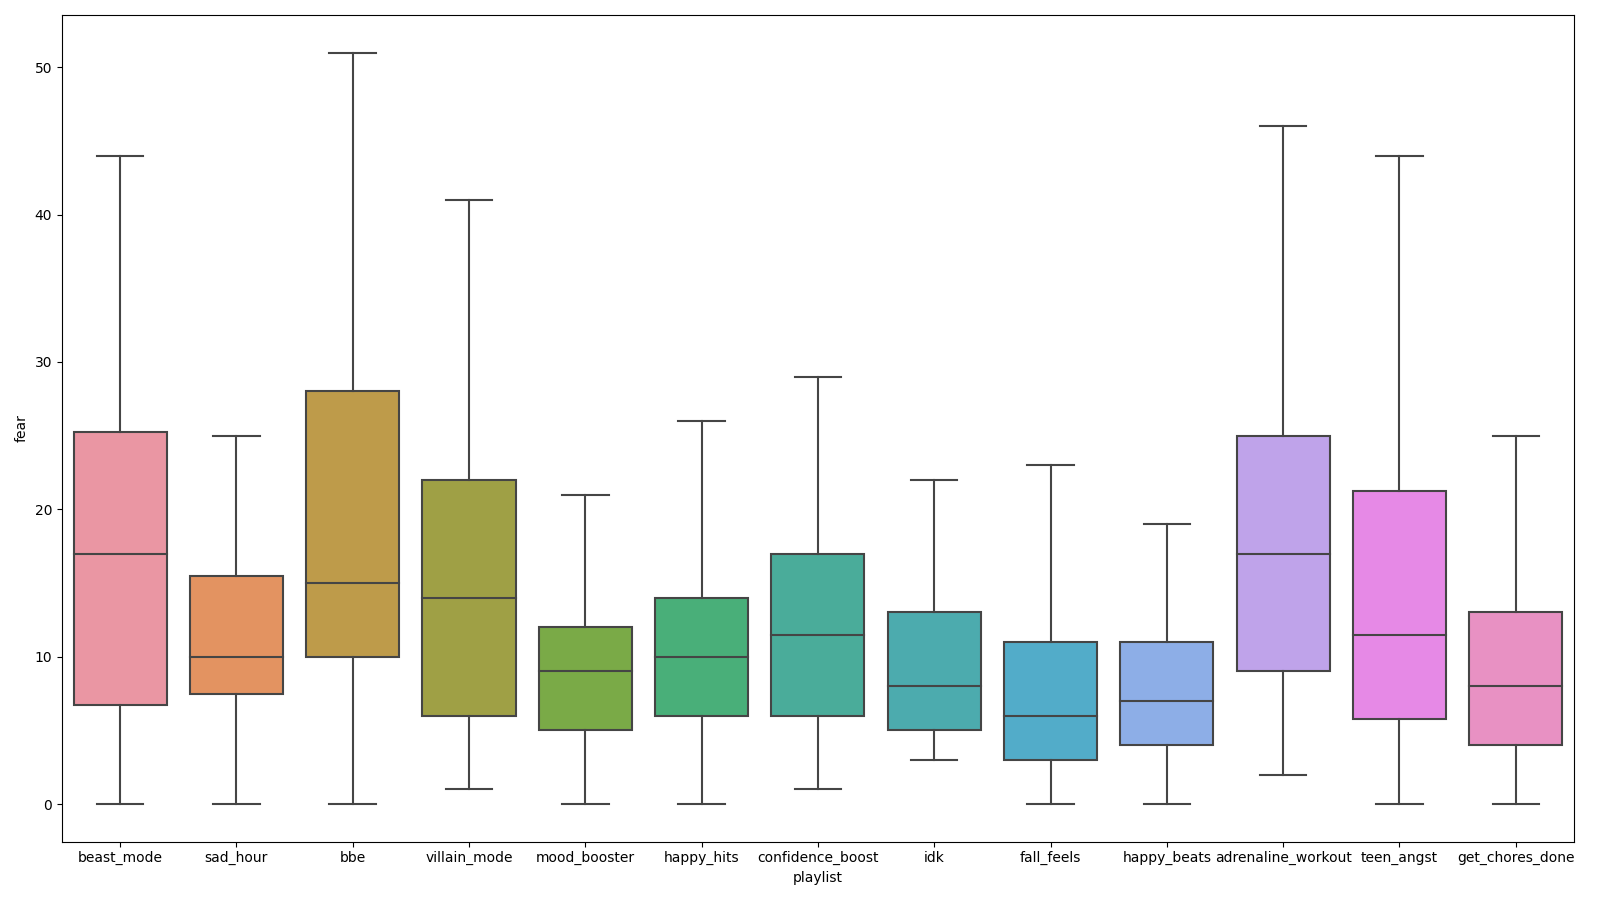 fear
50
40
30
20
10
0
beast_mode sad_hour bbe villain_mode mood_booster happy_hits confidence_boost idk fall_feels happy_beats adrenaline_workout teen_angst get_chores_done
playlist